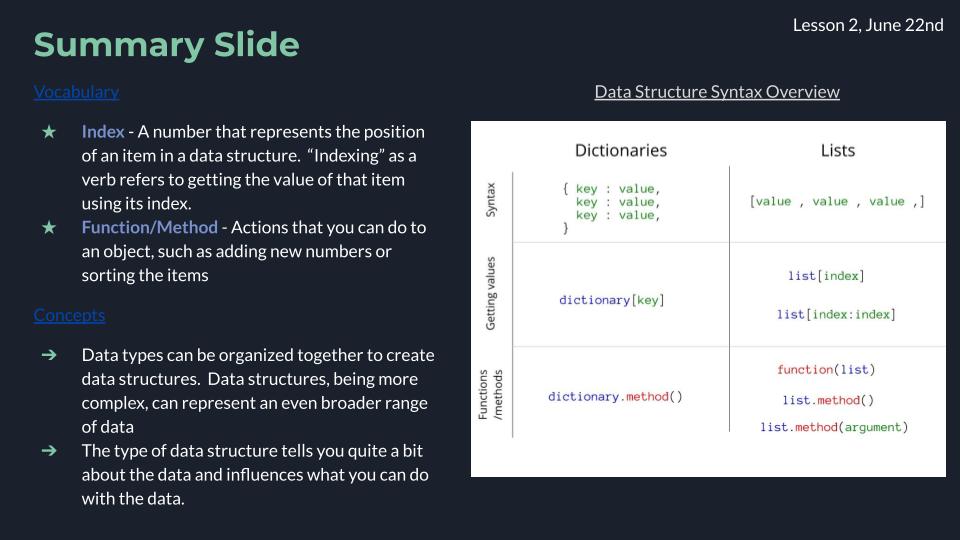 Lesson 2, June 22nd
Summary Slide
Vocabulary
★ Index - A number that represents the position
of an item in a data structure.  “Indexing” as a
verb refers to getting the value of that item
using its index.
★ Function/Method - Actions that you can do to
an object, such as adding new numbers or
sorting the items
Concepts
➔ Data types can be organized together to create
data structures.  Data structures, being more
complex, can represent an even broader range
of data
➔ The type of data structure tells you quite a bit
about the data and influences what you can do
with the data.
Data Structure Syntax Overview
Dictionaries
Lists
Syntax
{ key : value,
key : value,
key : value,
}
[value , value , value ,]
Getting values
dictionary[key]
list[index]
list[index:index]
Functions
/methods
dictionary.method()
function(list)
list.method()
list.method(argument)